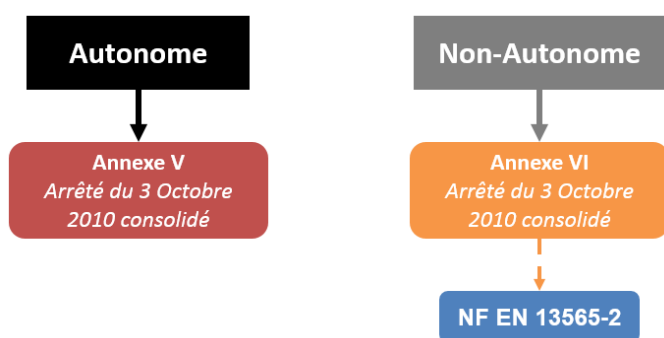 Autonome
Non-Autonome
Annexe V
Arrêté du 3 Octobre
2010 consolidé
Annexe VI
Arrêté du 3 Octobre
2010 consolidé
NF EN 13565-2